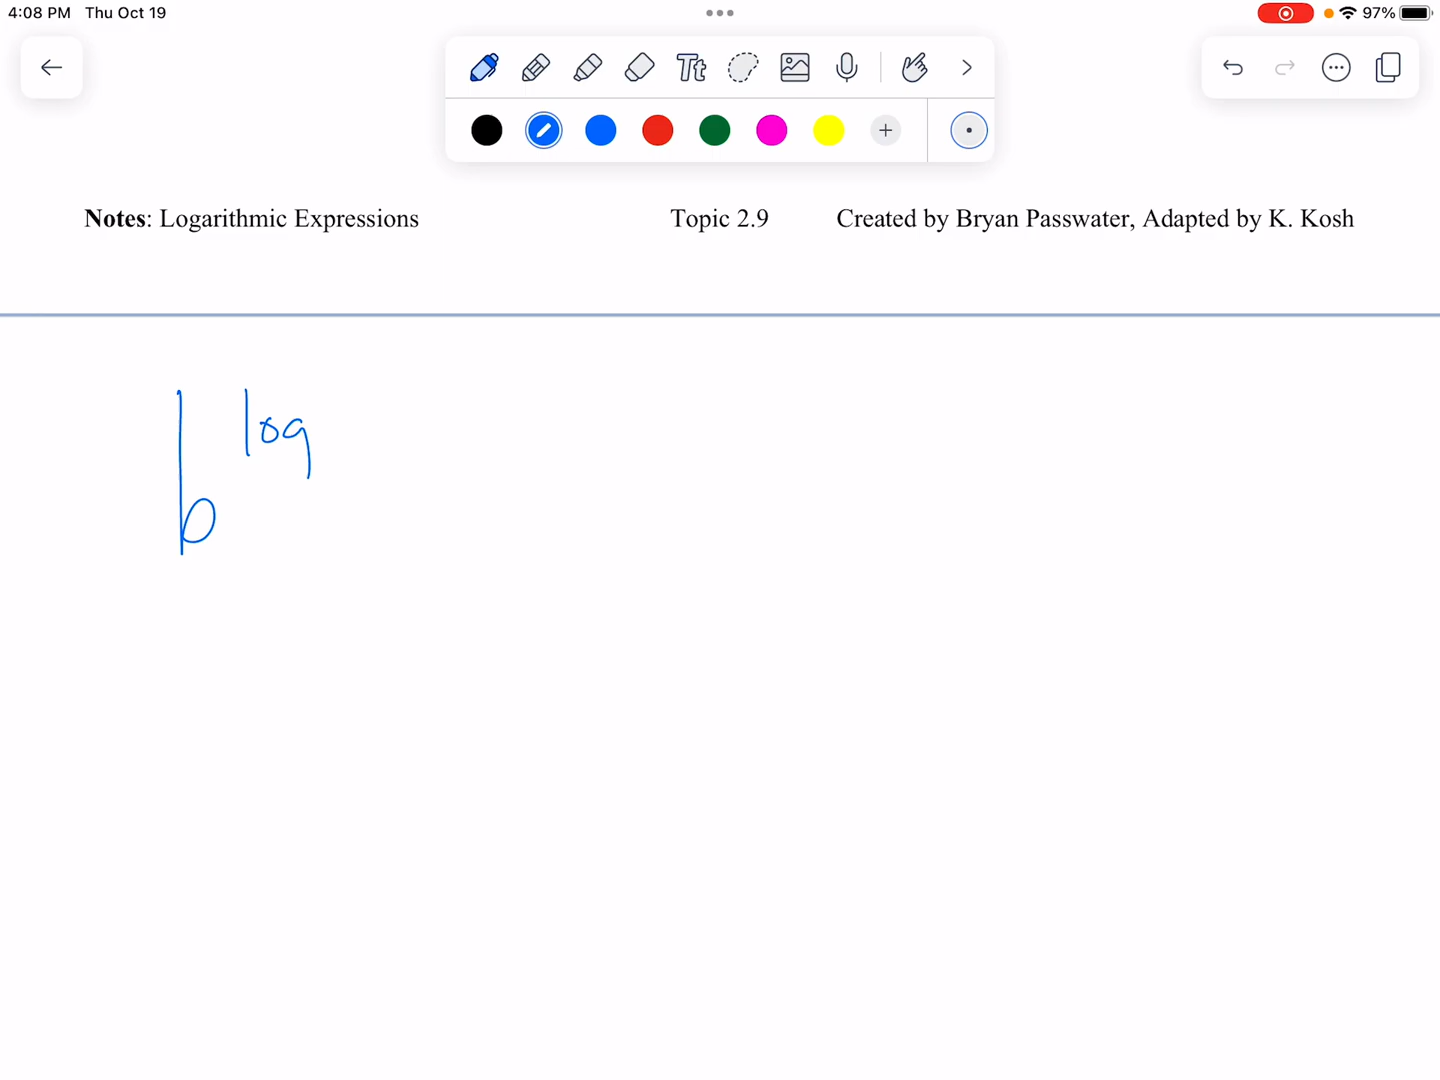 4:08 PM Thu Oct 19 97%
Tt
Notes: Logarithmic Expressions Topic 2.9 Created by Bryan Passwater, Adapted by K. Kosh
log
b